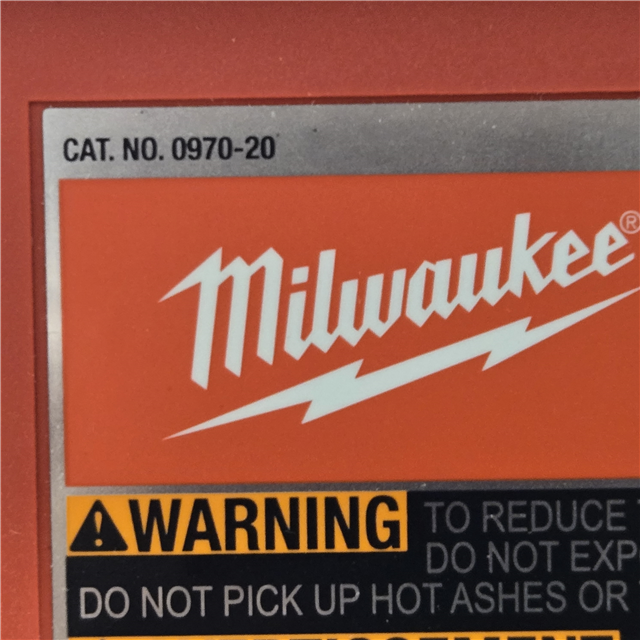 CAT. NO. 0970-20
Milwaukee®
⚠WARNING TO REDUCE
DO NOT EXP
DO NOT PICK UP HOT ASHES OR